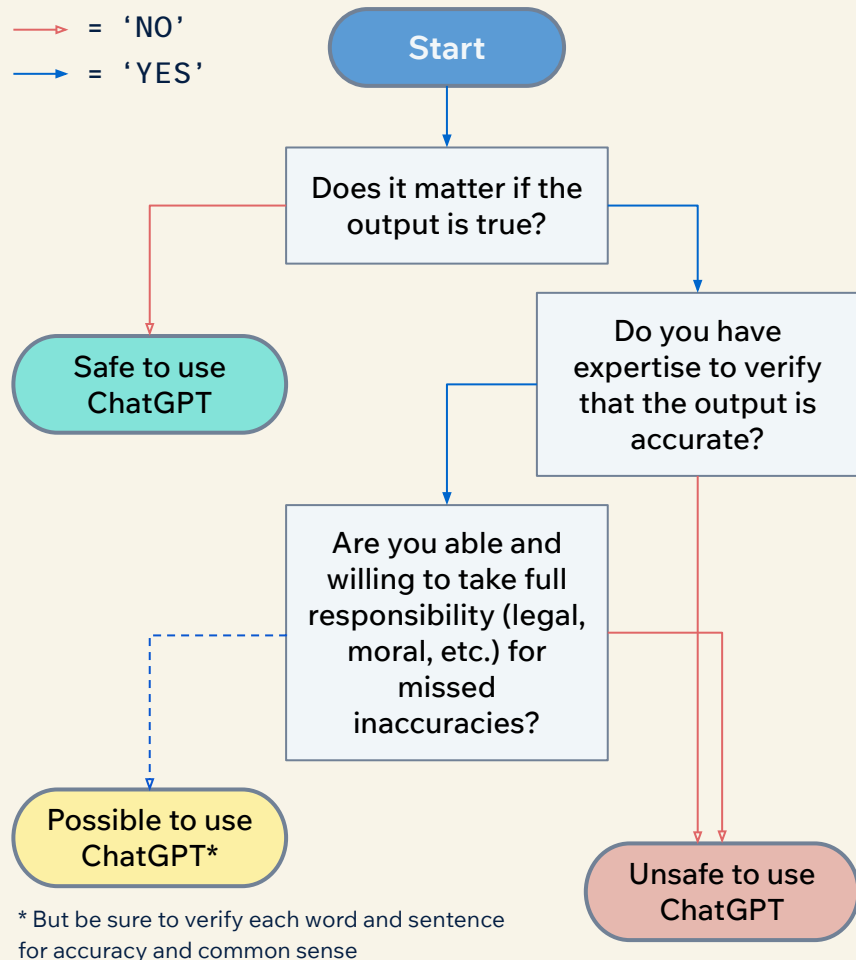 = ‘NO’
= ‘YES’
Start
Does it matter if the
output is true?
Safe to use
ChatGPT
Do you have
expertise to verify
that the output is
accurate?
Are you able and
willing to take full
responsibility (legal,
moral, etc.) for
missed
inaccuracies?
Possible to use
ChatGPT*
Unsafe to use
ChatGPT
* But be sure to verify each word and sentence
for accuracy and common sense